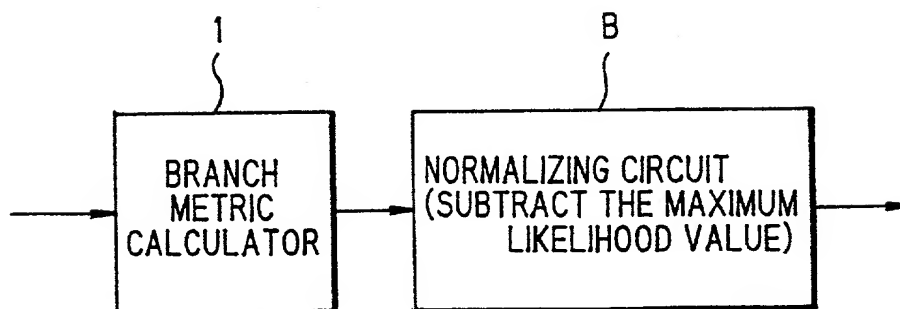 1
B
BRANCH
METRIC
CALCULATOR
NORMALIZING CIRCUIT
(SUBTRACT THE MAXIMUM
LIKELIHOOD VALUE)